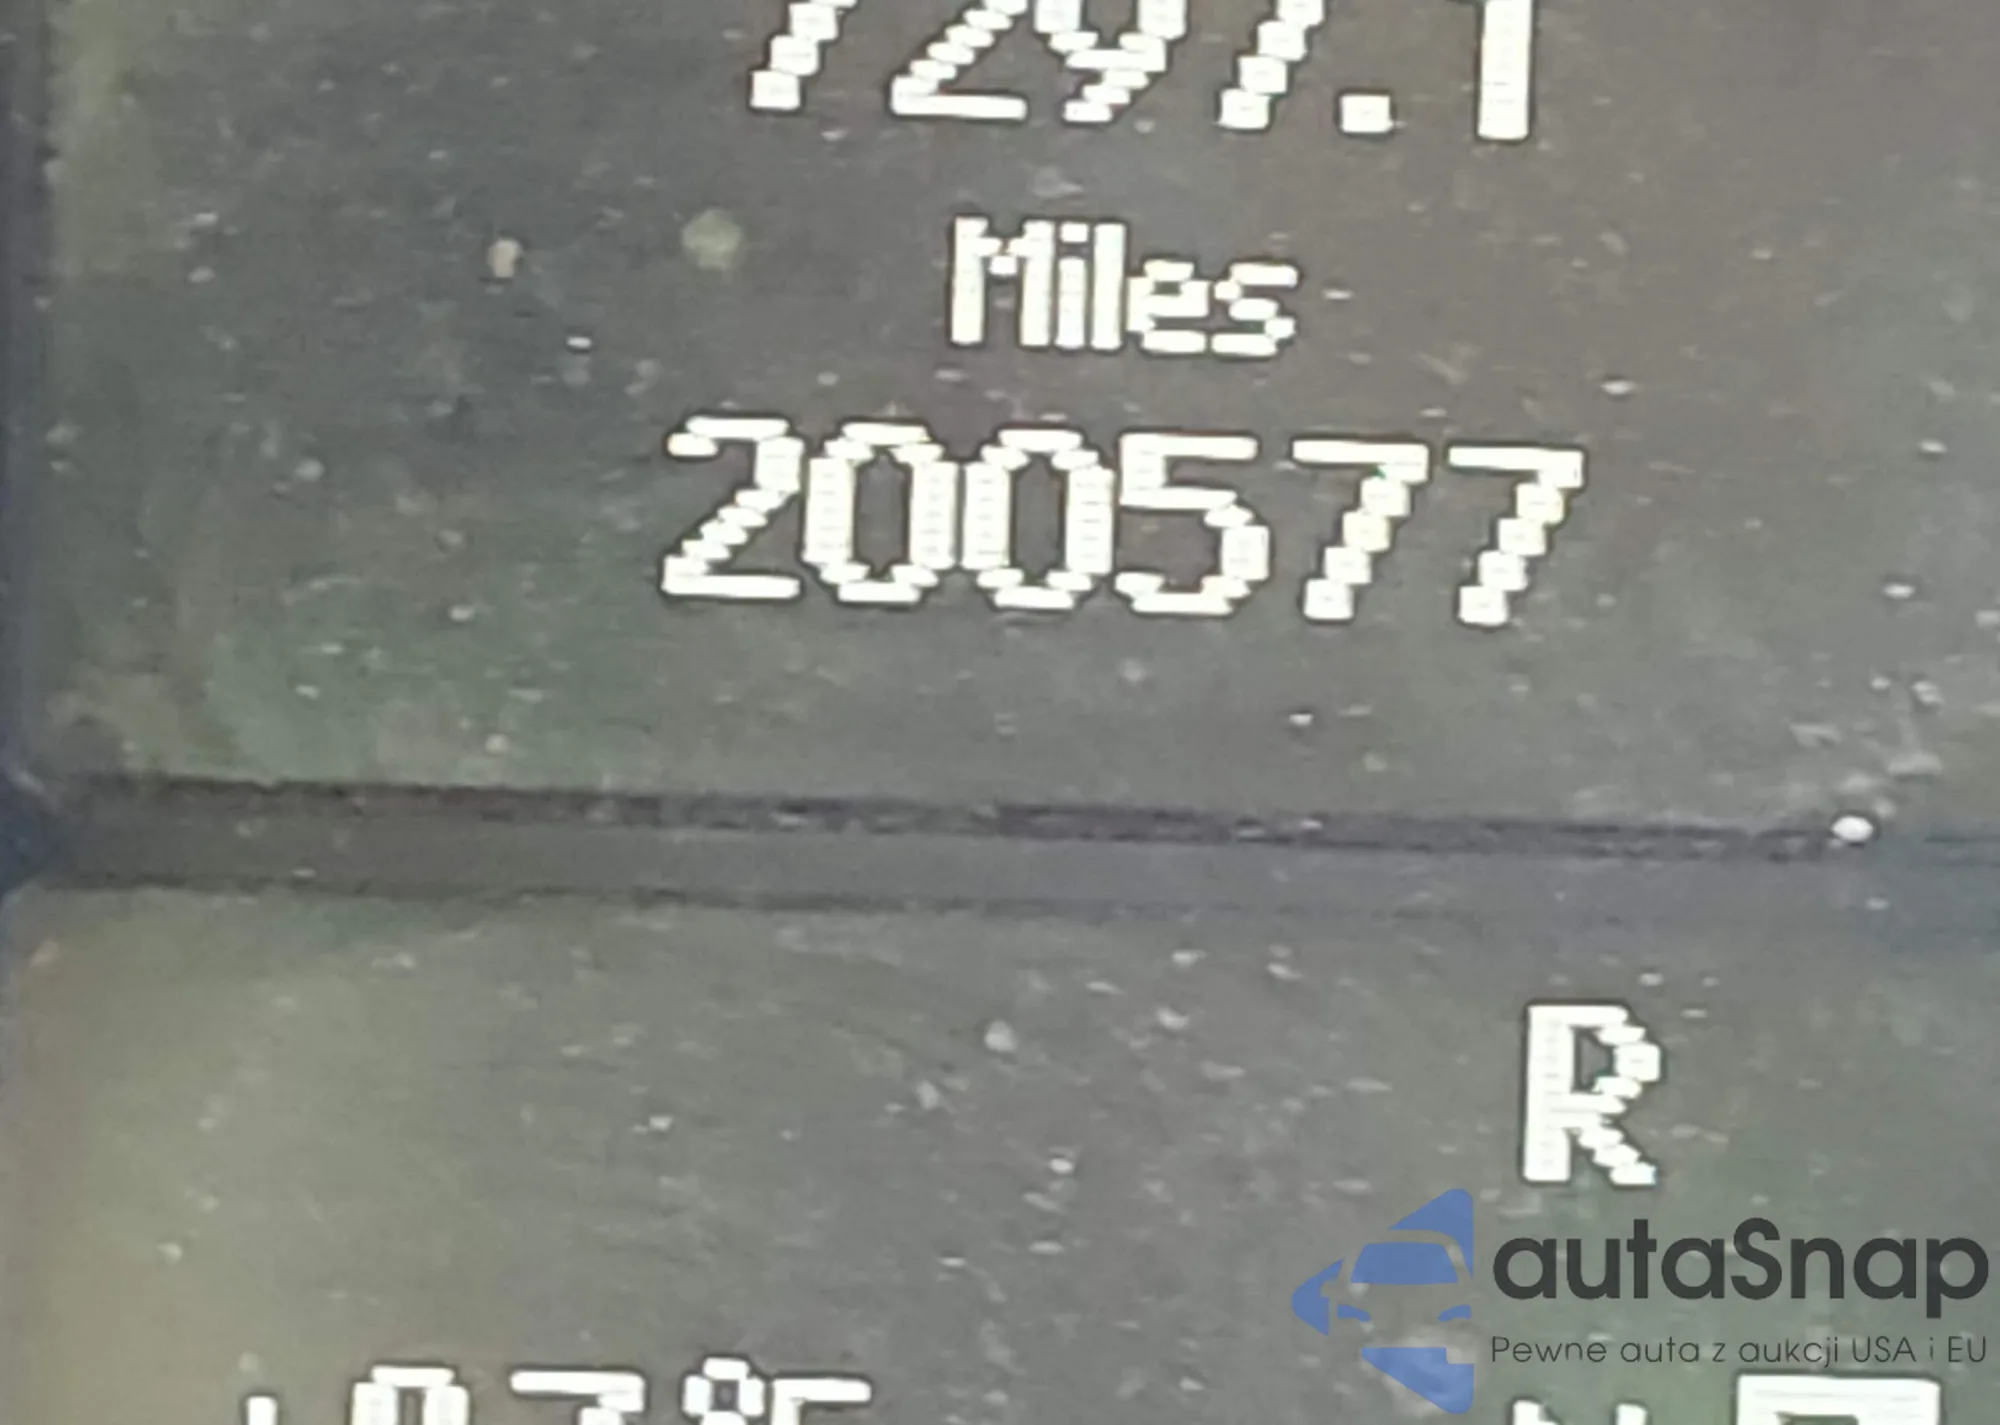 7297.1
Miles
200577
R
autaSnap
Pewne auta z aukcji USA i EU